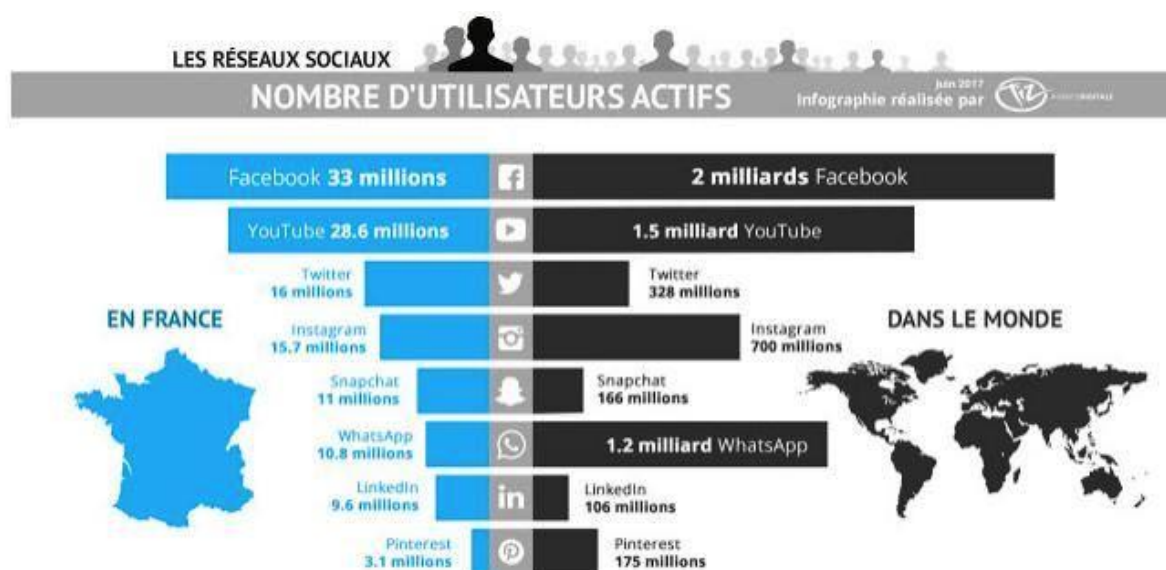 LES RÉSEAUX SOCIAUX
NOMBRE D'UTILISATEURS ACTIFS
Juin 2017
Infographie réalisée par
Facebook 33 millions
2 milliards Facebook
YouTube 28.6 millions
1.5 milliard YouTube
Twitter
16 millions
Twitter
328 millions
EN FRANCE
Instagram
15.7 millions
Instagram
700 millions
DANS LE MONDE
Snapchat
11 millions
Snapchat
166 millions
WhatsApp
10.8 millions
1.2 milliard WhatsApp
LinkedIn
9.6 millions
in
LinkedIn
106 millions
Pinterest
3.1 millions
Pinterest
175 millions